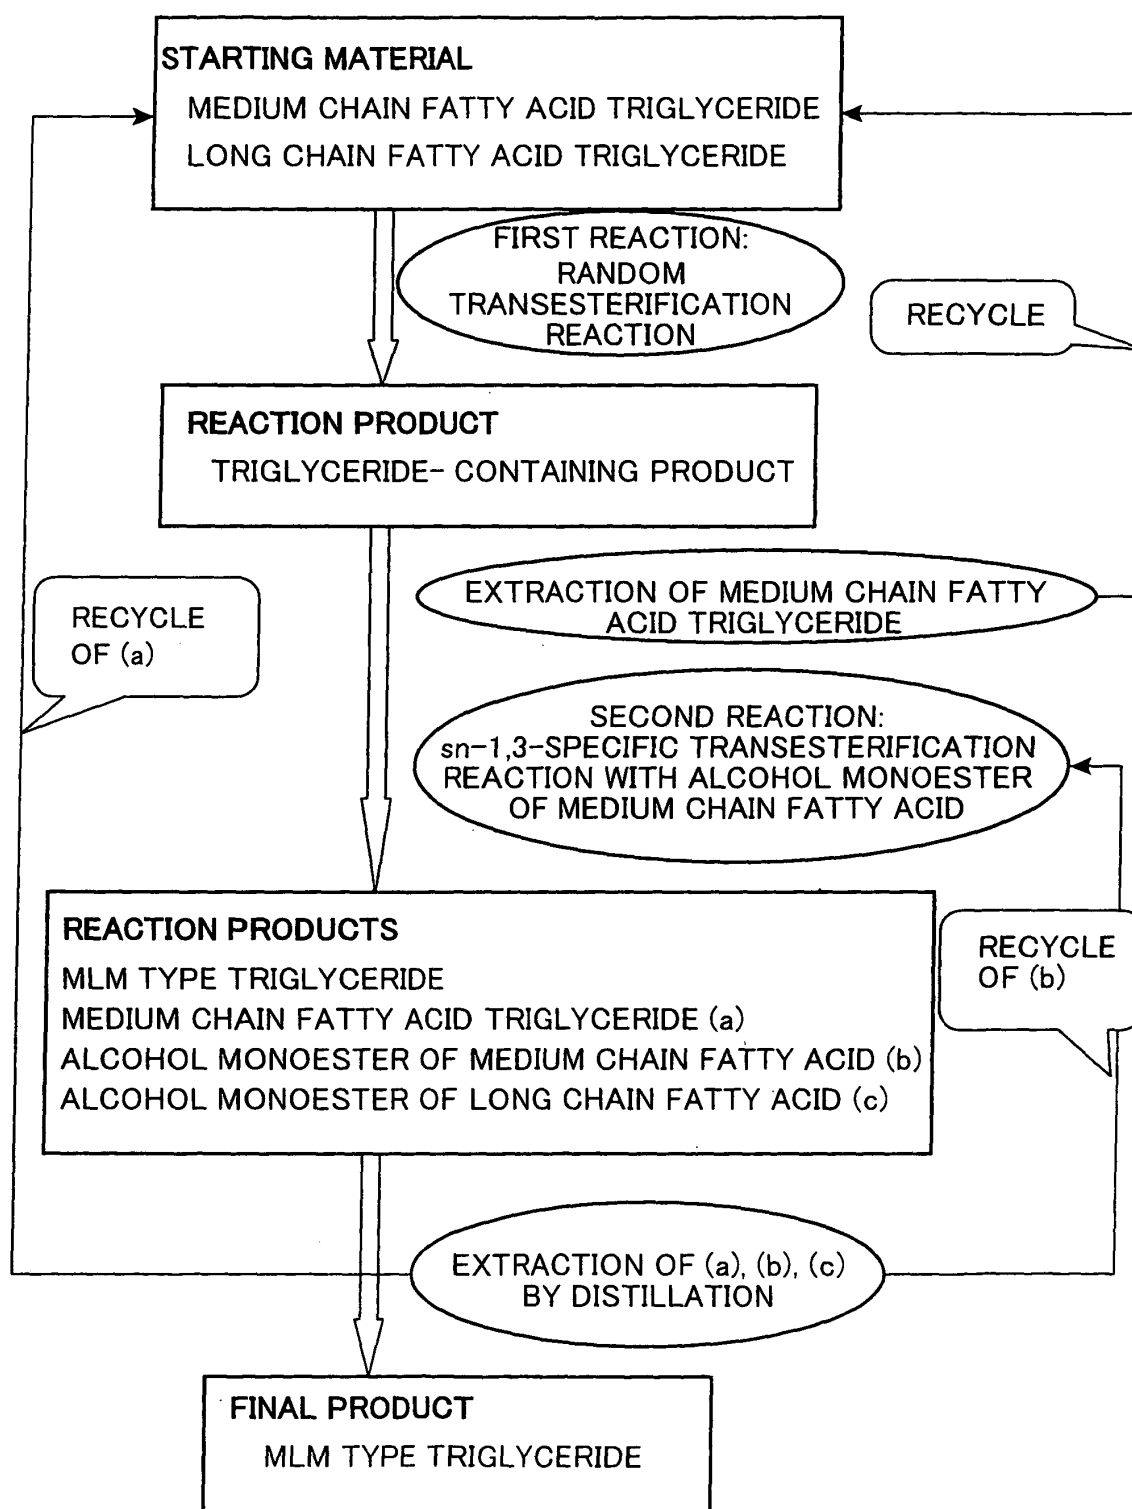 STARTING MATERIAL
MEDIUM CHAIN FATTY ACID TRIGLYCERIDE
LONG CHAIN FATTY ACID TRIGLYCERIDE
FIRST REACTION:
RANDOM
TRANSESTERIFICATION
REACTION
RECYCLE
REACTION PRODUCT
TRIGLYCERIDE- CONTAINING PRODUCT
EXTRACTION OF MEDIUM CHAIN FATTY
ACID TRIGLYCERIDE
RECYCLE
OF (a)
SECOND REACTION:
sn-1,3-SPECIFIC TRANSESTERIFICATION
REACTION WITH ALCOHOL MONOESTER
OF MEDIUM CHAIN FATTY ACID
REACTION PRODUCTS
MLM TYPE TRIGLYCERIDE
MEDIUM CHAIN FATTY ACID TRIGLYCERIDE (a)
ALCOHOL MONOESTER OF MEDIUM CHAIN FATTY ACID (b)
ALCOHOL MONOESTER OF LONG CHAIN FATTY ACID (c)
RECYCLE
OF (b)
EXTRACTION OF (a), (b), (c)
BY DISTILLATION
FINAL PRODUCT
MLM TYPE TRIGLYCERIDE